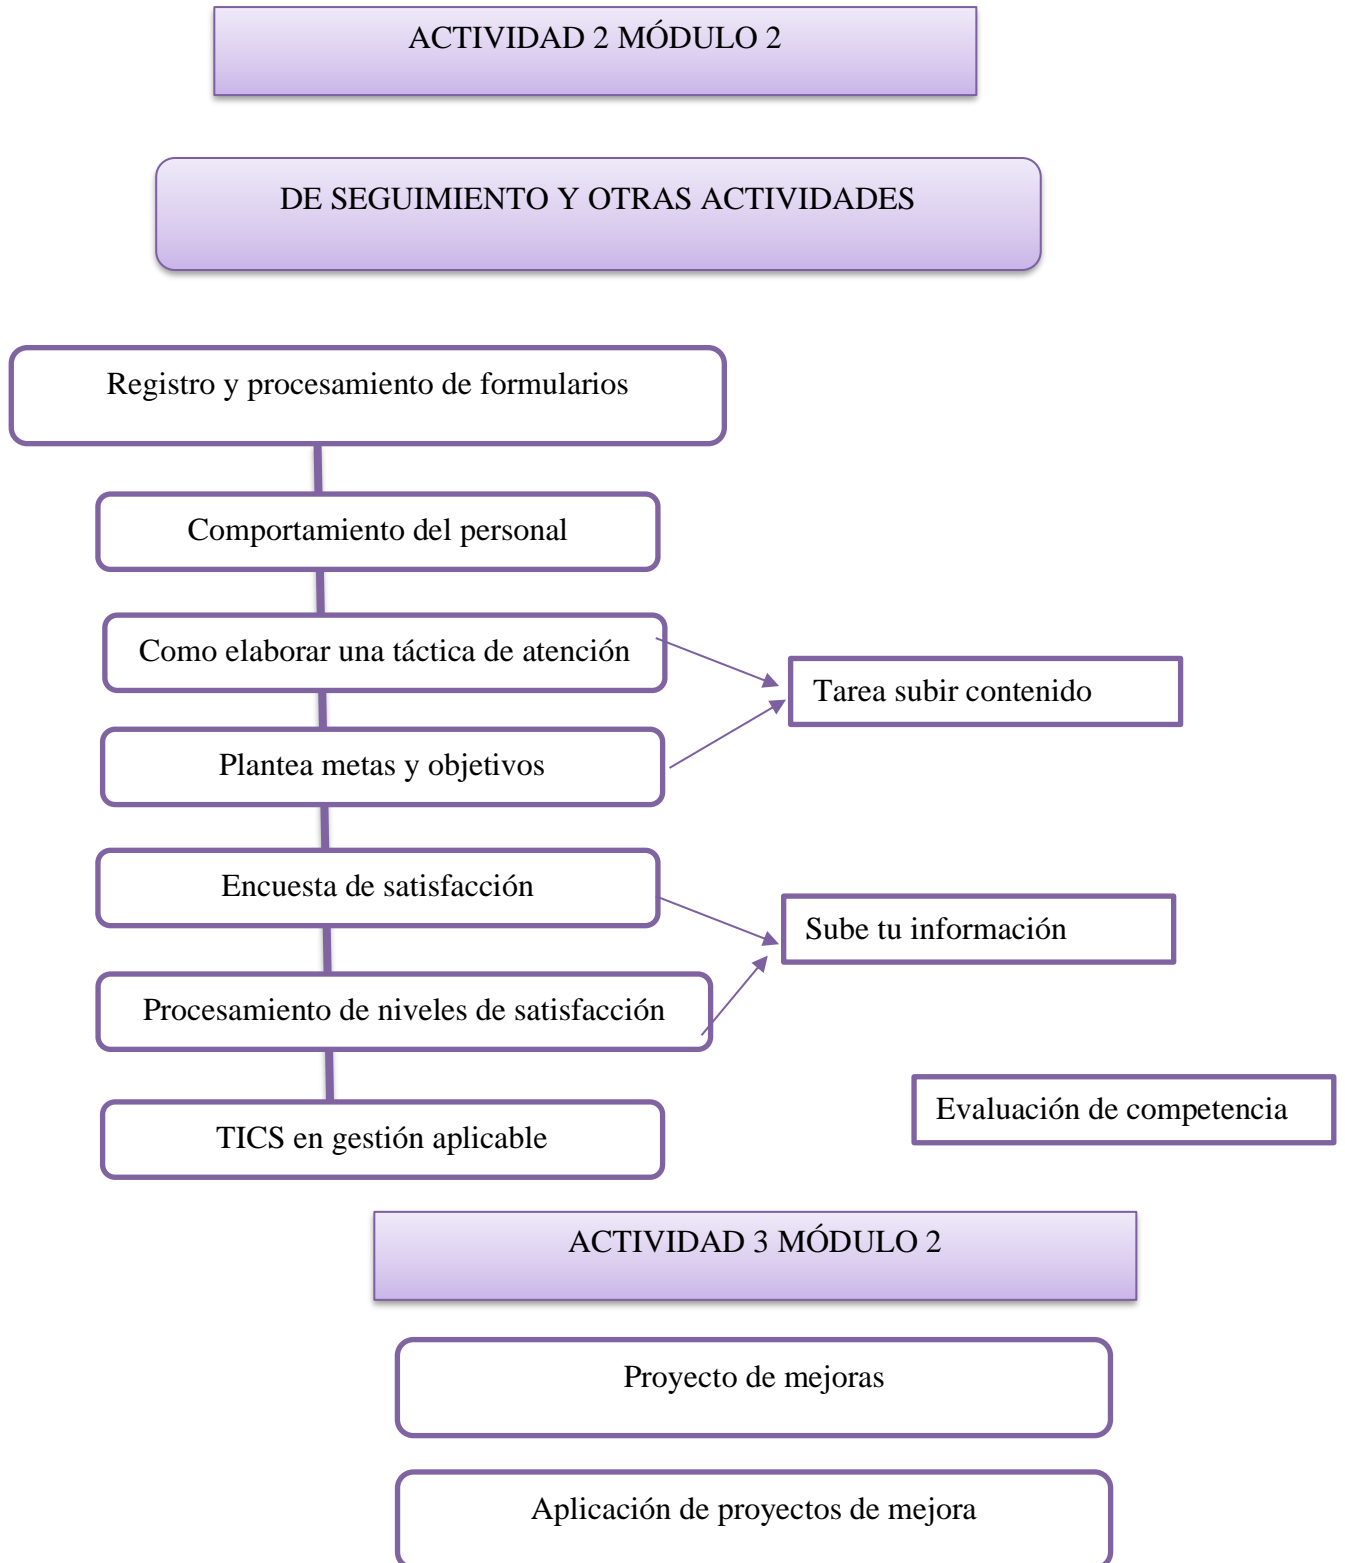 ACTIVIDAD 2 MÓDULO 2
DE SEGUIMIENTO Y OTRAS ACTIVIDADES
Registro y procesamiento de formularios
Comportamiento del personal
Como elaborar una táctica de atención
Tarea subir contenido
Plantea metas y objetivos
Encuesta de satisfacción
Sube tu información
Procesamiento de niveles de satisfacción
Evaluación de competencia
TICS en gestión aplicable
ACTIVIDAD 3 MÓDULO 2
Proyecto de mejoras
Aplicación de proyectos de mejora